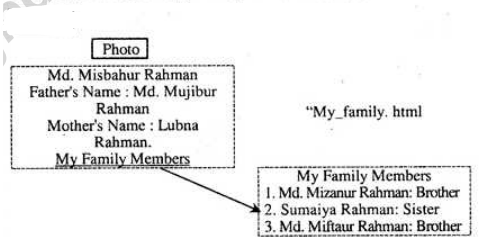 Photo
Md. Misbahur Rahman
Father's Name : Md. Mujibur
Rahman
Mother's Name : Lubna
Rahman.
My Family Members
"My_family. html
My Family Members
1. Md. Mizanur Rahman: Brother
2. Sumaiya Rahman: Sister
3. Md. Miftaur Rahman: Brother